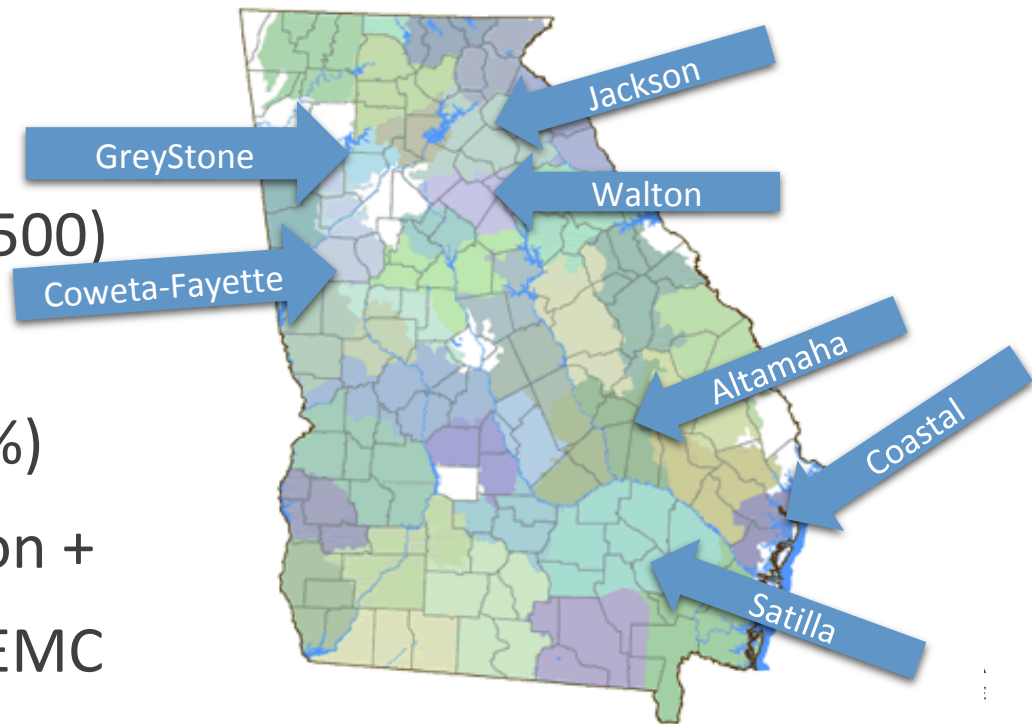 Jackson
GreyStone
Walton
500)
Coweta-Fayette
Altamaha
%)
Coastal
on +
Satilla
EMC